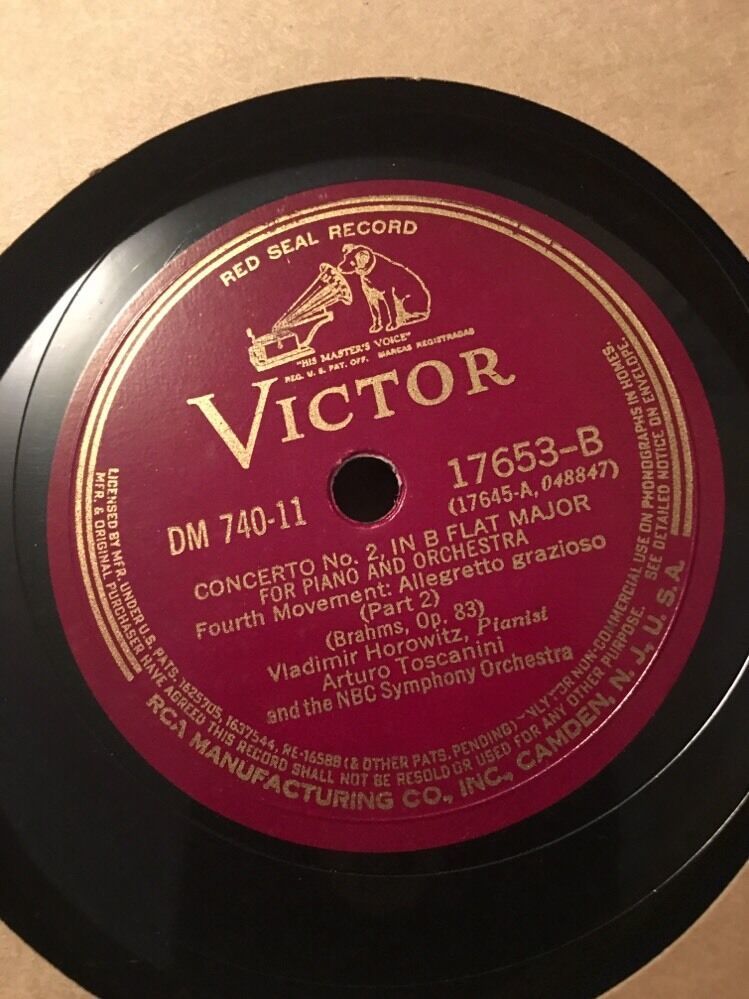 RED SEAL RECORD
"HIS MASTER'S VOICE"
REG. U. S. PAT. OFF. MARCAS REGISTRADAS
VICTOR
DM 740-11
17653-B
(17645-A, 048847)
CONCERTO No. 2, IN B FLAT MAJOR
FOR PIANO AND ORCHESTRA
Fourth Movement: Allegretto grazioso
(Part 2)
(Brahms, Op. 83)
Vladimir Horowitz, Pianist
Arturo Toscanini
and the NBC Symphony Orchestra
LICENSED BY MFR. UNDER U.S. PATS. 1625705, 1637544, RE-16588 (& OTHER PATS. PENDING)-NLY FOR NON-COMMERCIAL USE ON PHONOGRAPHS IN HOMES.
MFR. & ORIGINAL PURCHASER HAVE AGREED THIS RECORD SHALL NOT BE RESOLD OR USED FOR ANY OTHER PURPOSE. SEE DETAILED NOTICE ON ENVELOPE.
RCA MANUFACTURING CO., INC., CAMDEN, N. J., U. S. A.